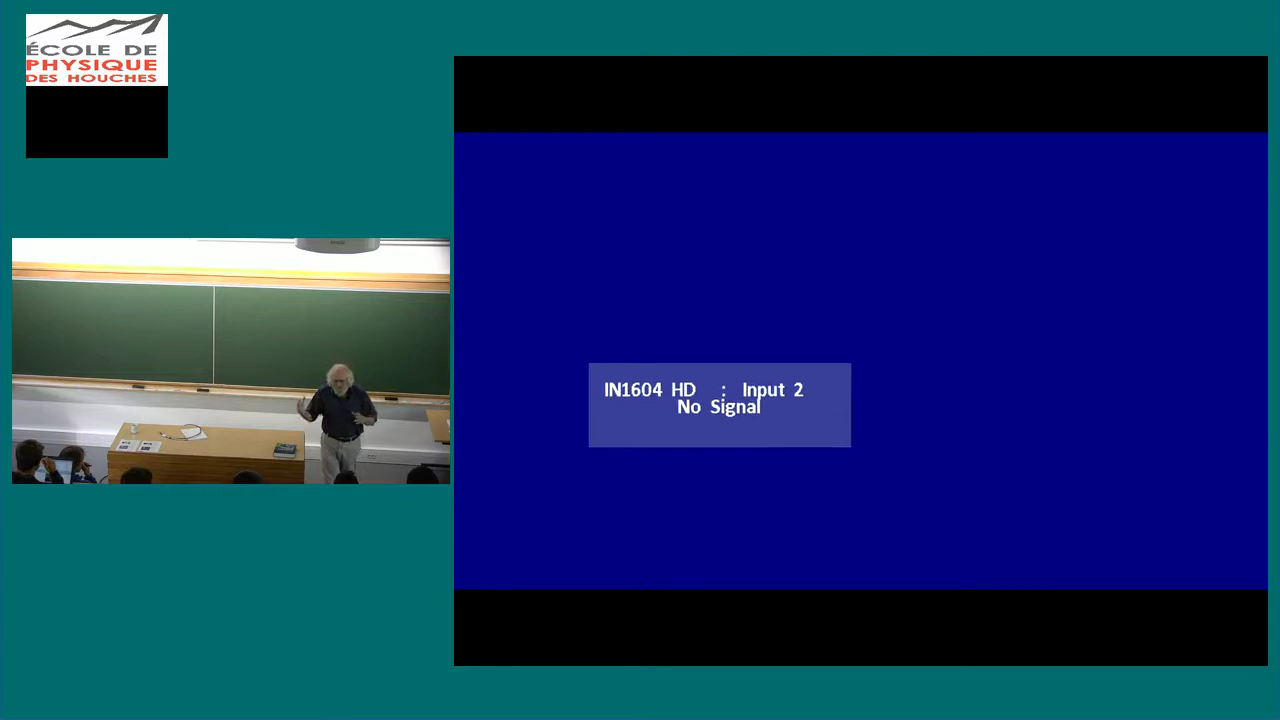 ÉCOLE DE
PHYSIQUE
DES HOUCHES
IN1604 HD : Input 2
No Signal